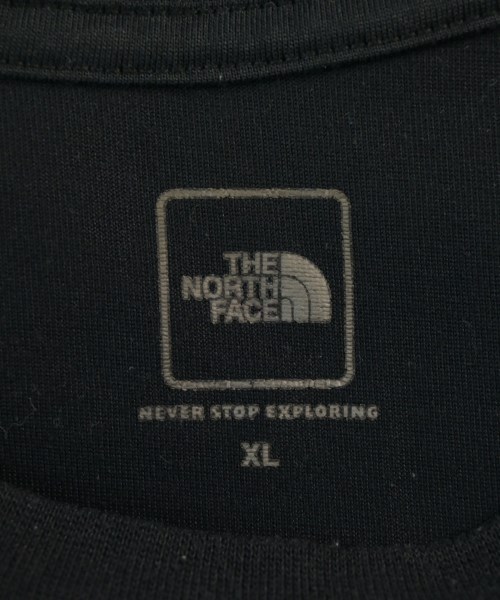 THE
NORTH
FACE
NEVER STOP EXPLORING
XL